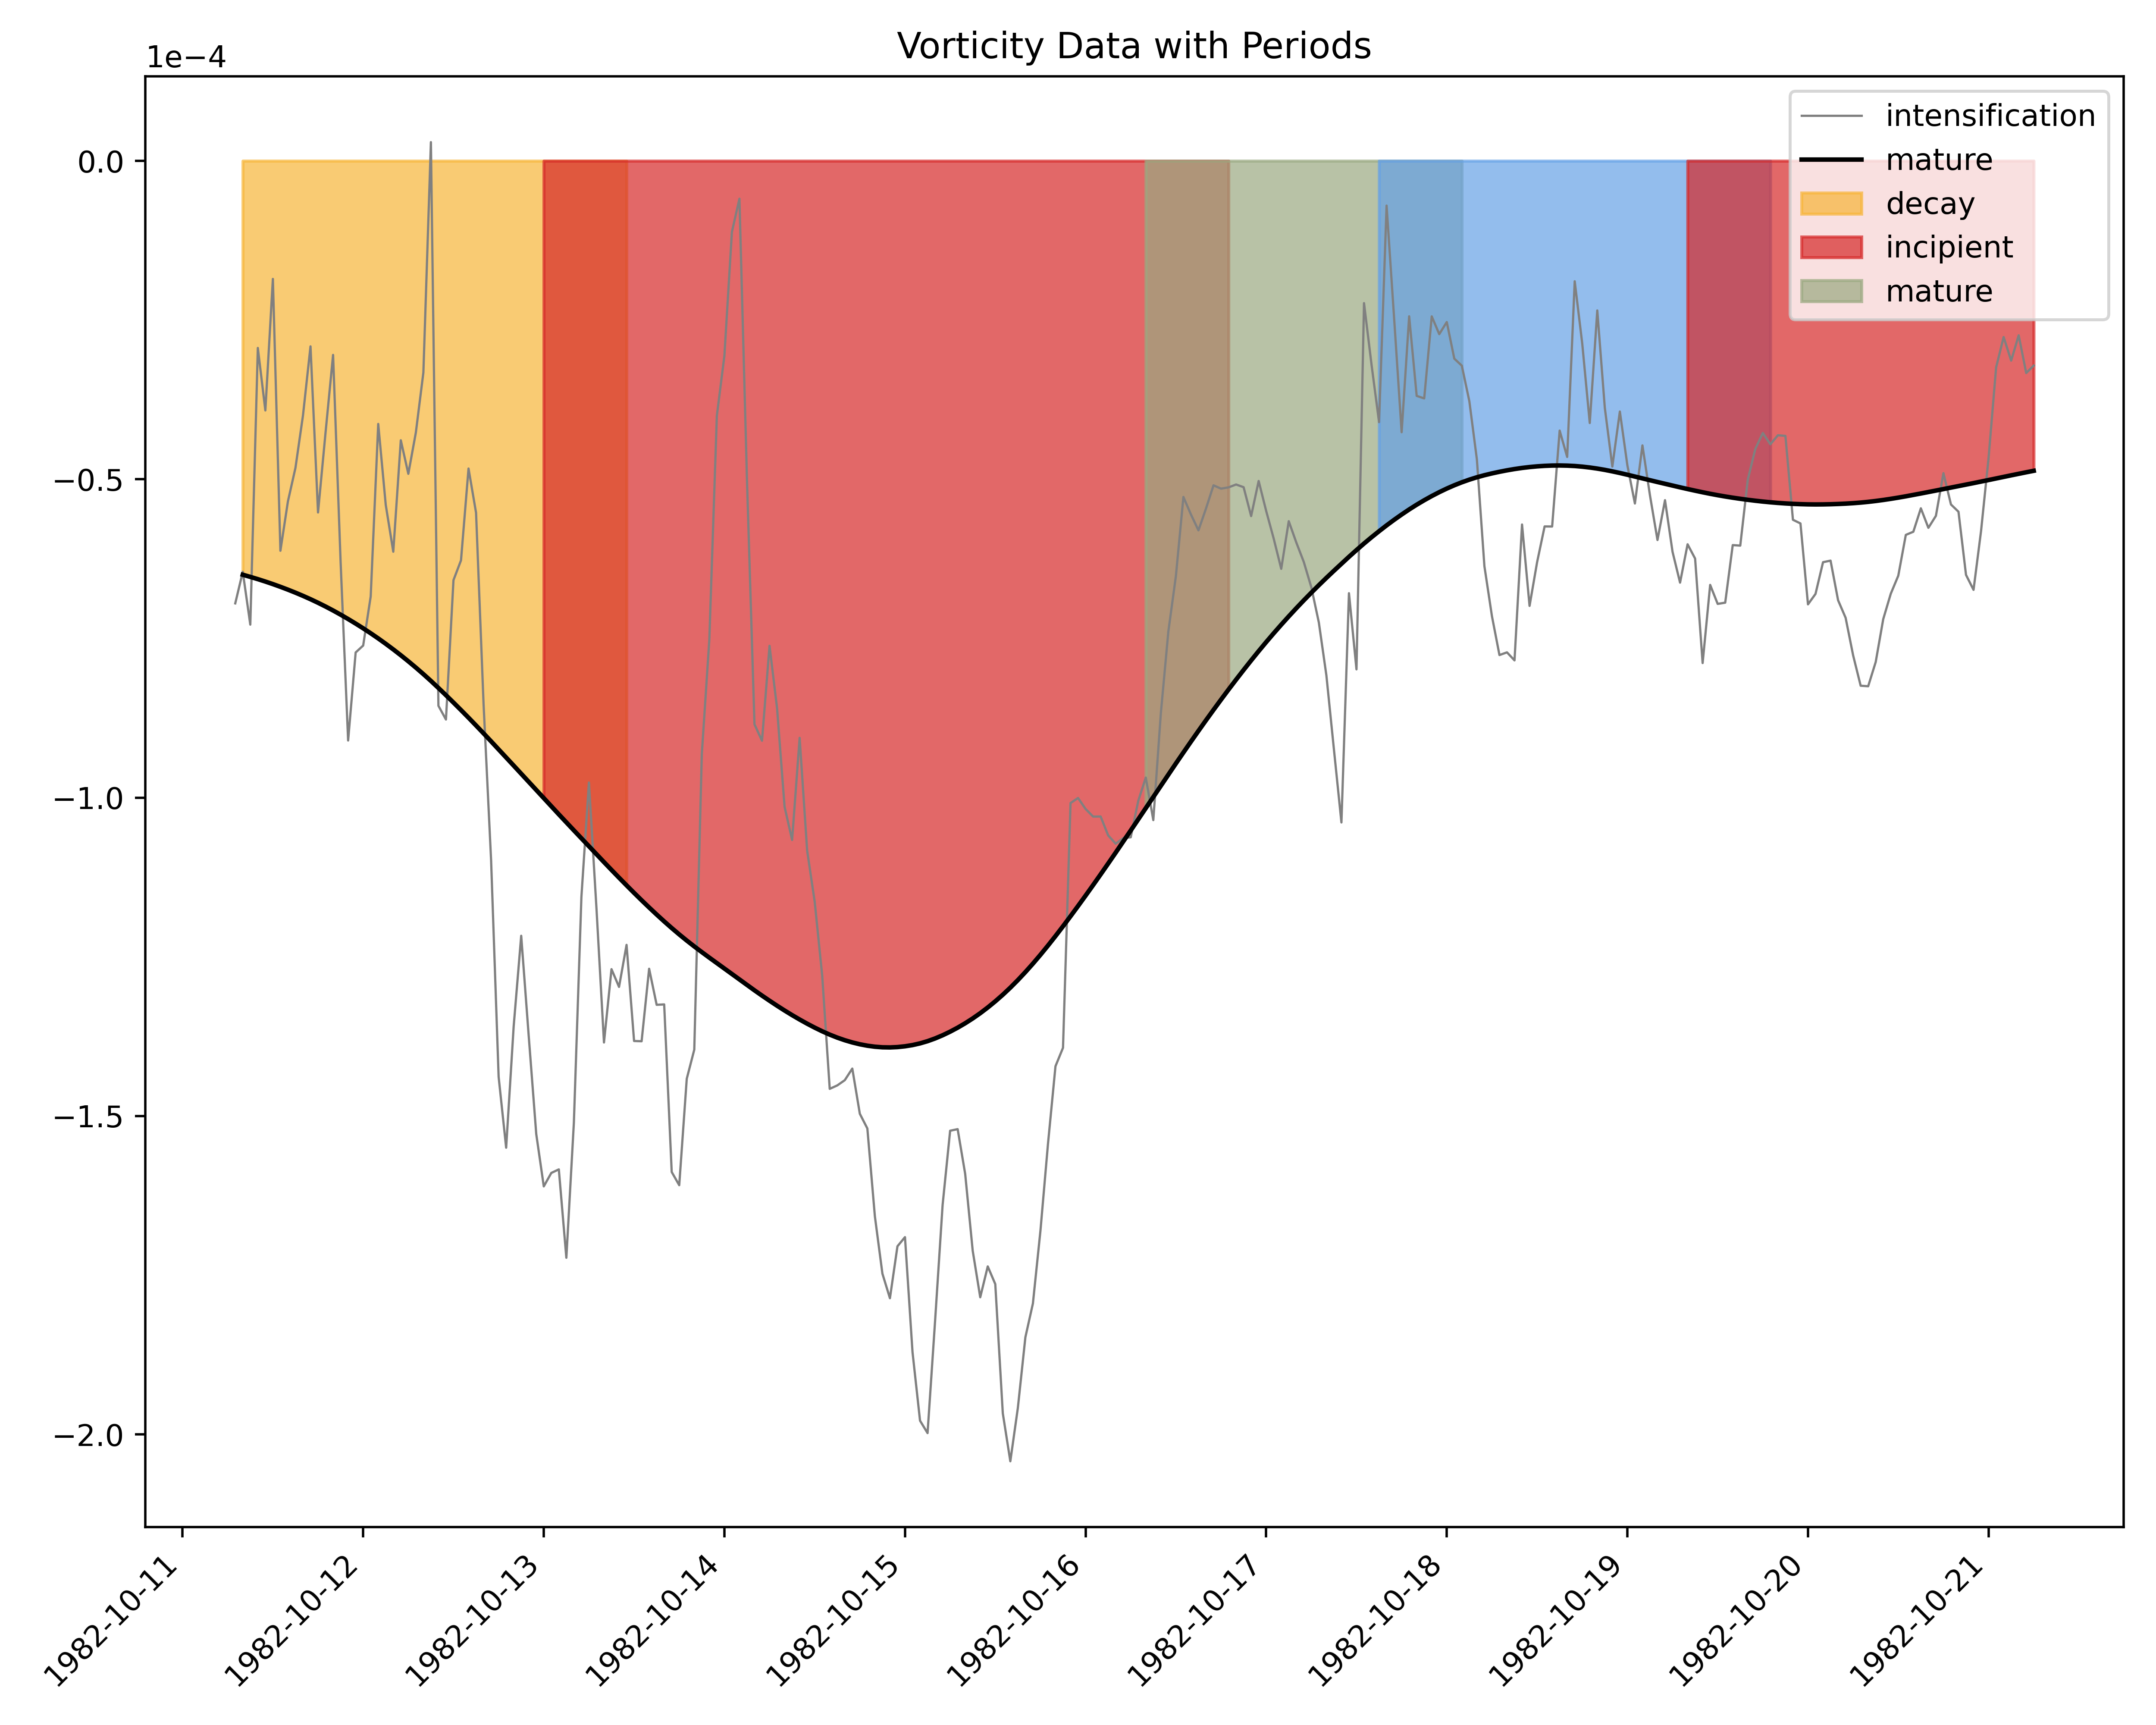 Vorticity Data with Periods
1e−4
intensification
mature
decay
incipient
mature
0.0
−0.5
−1.0
−1.5
−2.0
1982-10-11
1982-10-12
1982-10-13
1982-10-14
1982-10-15
1982-10-16
1982-10-17
1982-10-18
1982-10-19
1982-10-20
1982-10-21